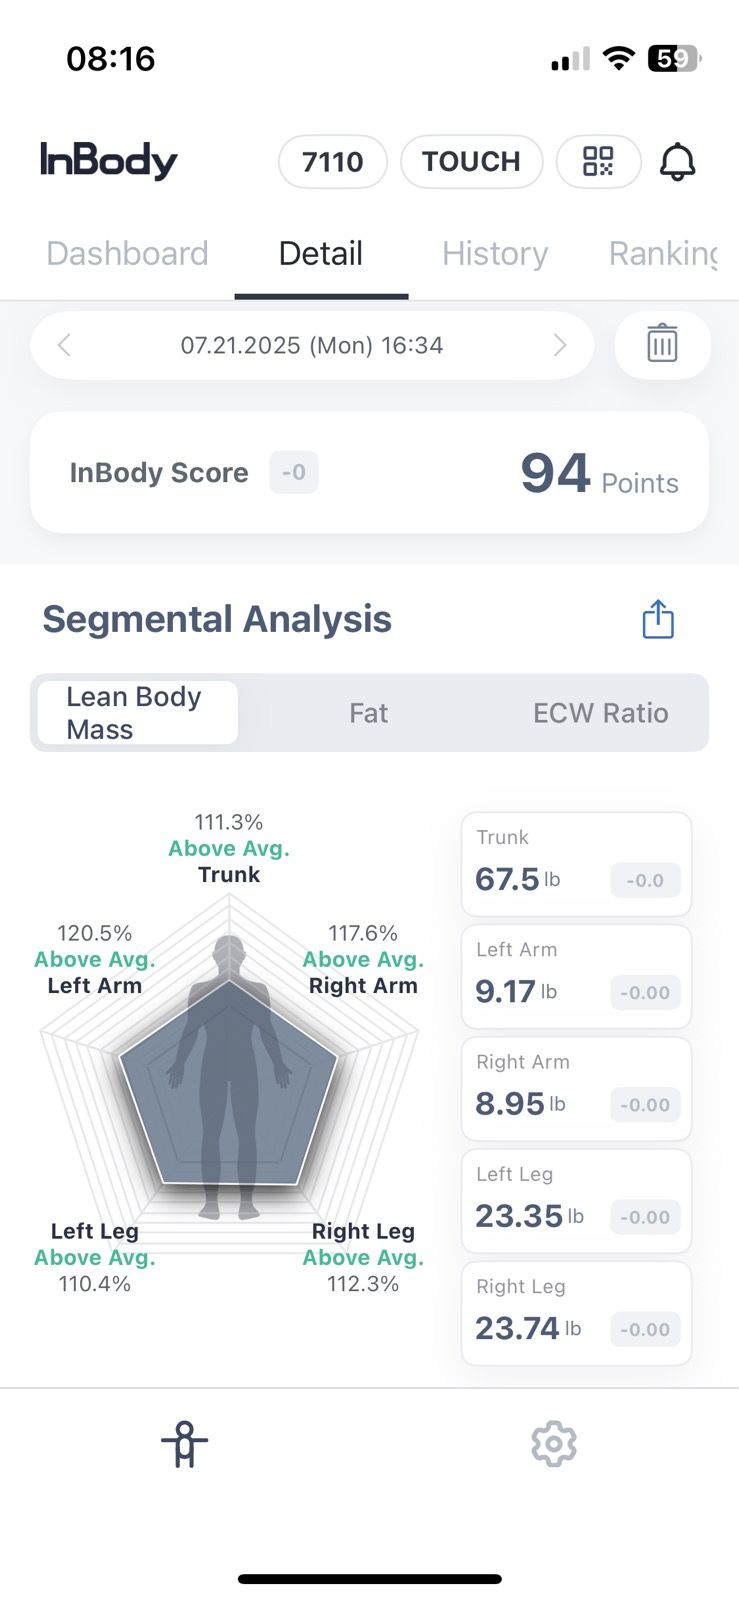 08:16
59
InBody
7110
TOUCH
Dashboard
Detail
History
Ranking
07.21.2025 (Mon) 16:34
InBody Score -0
94 Points
Segmental Analysis
Lean Body
Mass
Fat
ECW Ratio
111.3%
Above Avg.
Trunk
120.5%
Above Avg.
Left Arm
117.6%
Above Avg.
Right Arm
Left Leg
Above Avg.
110.4%
Right Leg
Above Avg.
112.3%
Trunk
67.5 lb -0.0
Left Arm
9.17 lb -0.00
Right Arm
8.95 lb -0.00
Left Leg
23.35 lb -0.00
Right Leg
23.74 lb -0.00